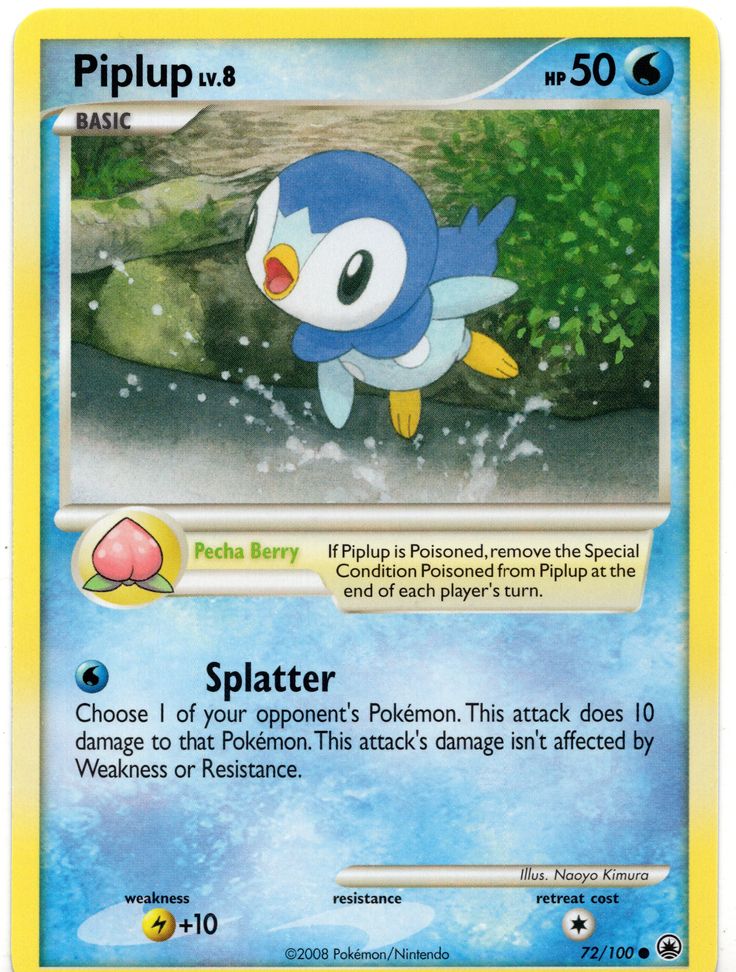 Piplup LV.8 HP 50
BASIC
Pecha Berry
If Piplup is Poisoned, remove the Special
Condition Poisoned from Piplup at the
end of each player's turn.
Splatter
Choose 1 of your opponent's Pokémon. This attack does 10
damage to that Pokémon. This attack's damage isn't affected by
Weakness or Resistance.
Illus. Naoyo Kimura
weakness resistance retreat cost
+10
©2008 Pokémon/Nintendo 72/100